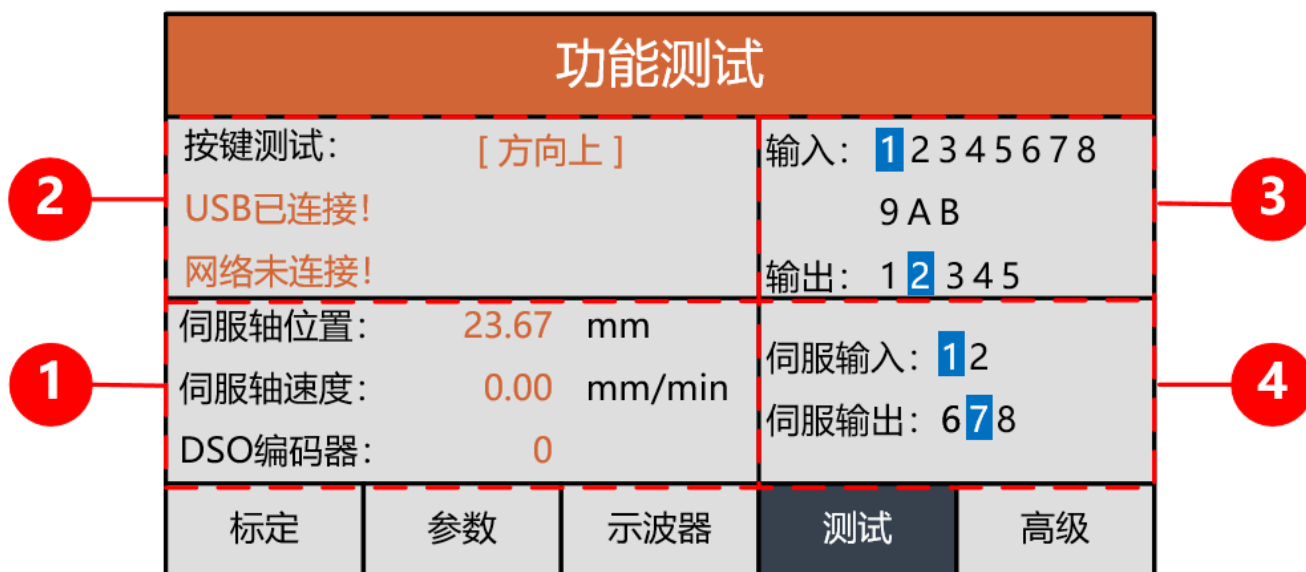 功能测试
按键测试： [ 方向上 ]
USB已连接！
网络未连接！
输入： 1 2 3 4 5 6 7 8
9 A B
输出： 1 2 3 4 5
2
3
伺服轴位置： 23.67 mm
伺服轴速度： 0.00 mm/min
DSO编码器： 0
伺服输入： 1 2
伺服输出： 6 7 8
1
4
标定 参数 示波器 测试 高级